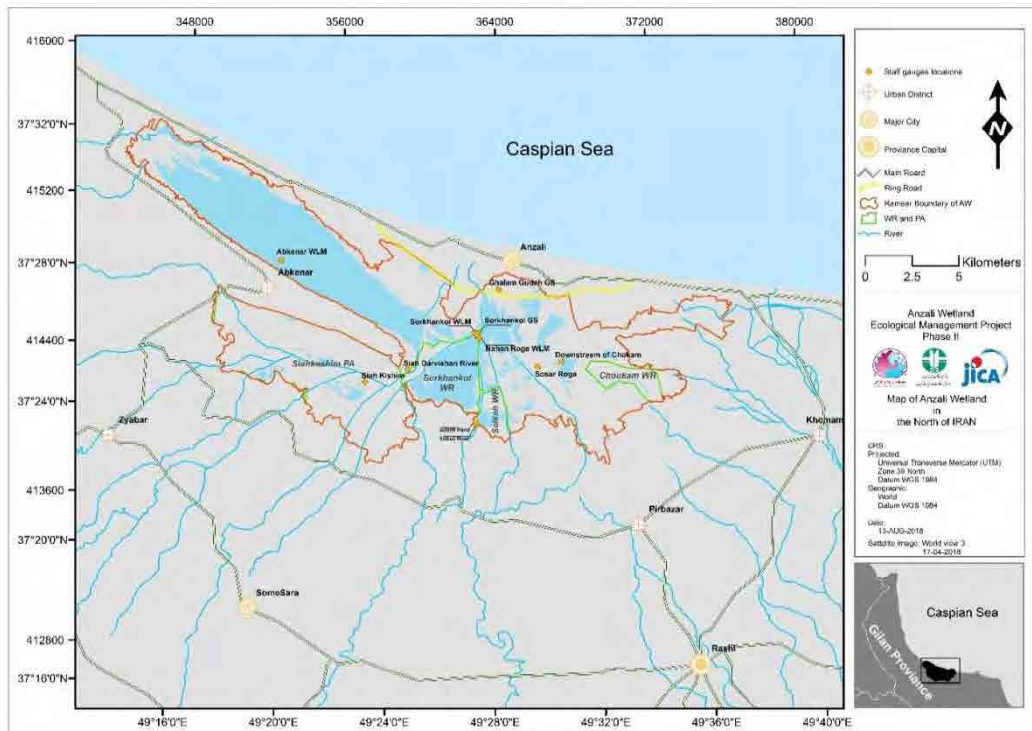 348000 356000 364000 372000 380000
416000
37°32'0"N
415200
37°28'0"N
414400
37°24'0"N
413600
37°20'0"N
412800
37°16'0"N
Caspian Sea
Anzali
Abkenar WLM
Abkenar
Ghalam Gudeh GS
Sorkhankol WLM
Sorkhankol GS
Nahan Roga WLM
Siah Darvishan River
Downstream of Chokam
Siahkeshim PA
Siah Kishim
Sorkhankol
WR
Sosar Roga
Choukam WR
Selkeh WR
Zyabar
Khomam
Pirbazar
SomeSara
Rasht
49°16'0"E 49°20'0"E 49°24'0"E 49°28'0"E 49°32'0"E 49°36'0"E 49°40'0"E
Staff gauges locations
Urban District
Major City
Proviance Capital
N
Main Roard
Ring Road
Ramsar Boundary of AW
WR and PA
River
0 2.5 5 Kilometers
Anzali Wetland
Ecological Management Project
Phase II
jICA
Map of Anzali Wetland
in
the North of IRAN
CRS:
Projected:
Universal Transverse Mercator (UTM)
Zone 39 North
Datum WGS 1984
Geographic:
World
Datum WGS 1984
Date:
13-AUG-2018
Sattelite Image: World view 3
17-04-2018
Caspian Sea
Gilan Proviance